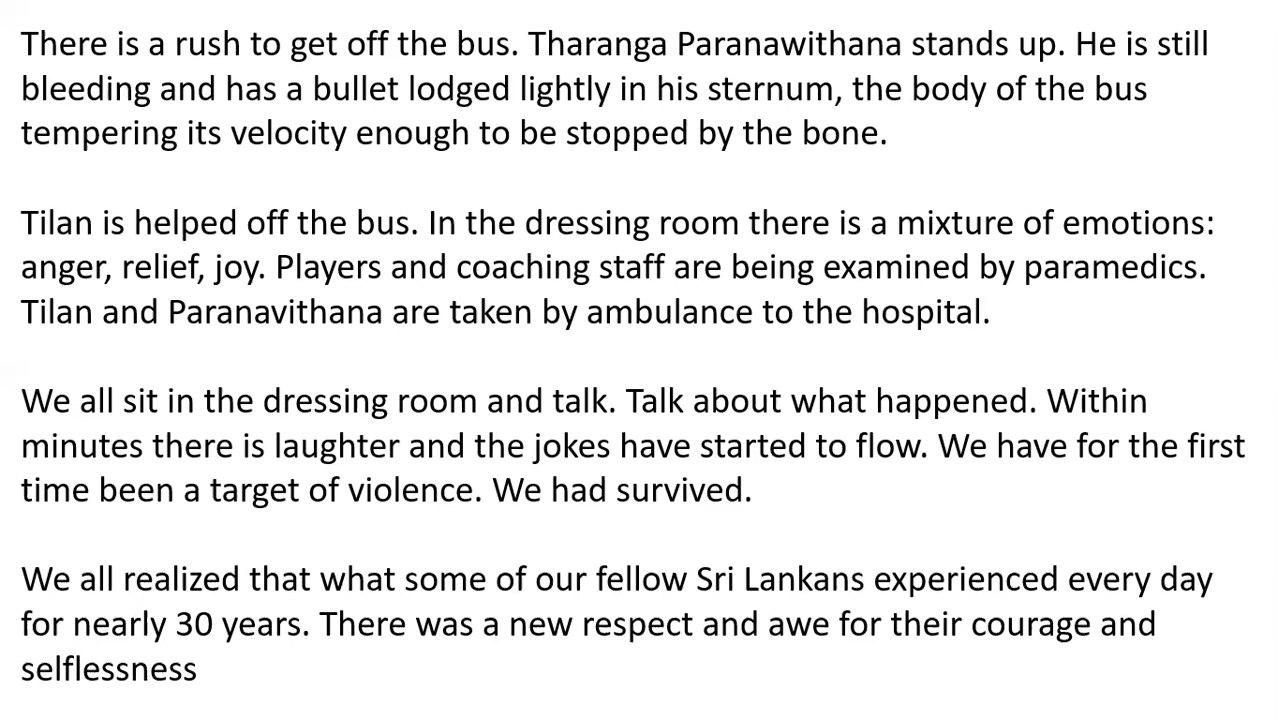 There is a rush to get off the bus. Tharanga Paranawithana stands up. He is still
bleeding and has a bullet lodged lightly in his sternum, the body of the bus
tempering its velocity enough to be stopped by the bone.
Tilan is helped off the bus. In the dressing room there is a mixture of emotions:
anger, relief, joy. Players and coaching staff are being examined by paramedics.
Tilan and Paranavithana are taken by ambulance to the hospital.
We all sit in the dressing room and talk. Talk about what happened. Within
minutes there is laughter and the jokes have started to flow. We have for the first
time been a target of violence. We had survived.
We all realized that what some of our fellow Sri Lankans experienced every day
for nearly 30 years. There was a new respect and awe for their courage and
selflessness